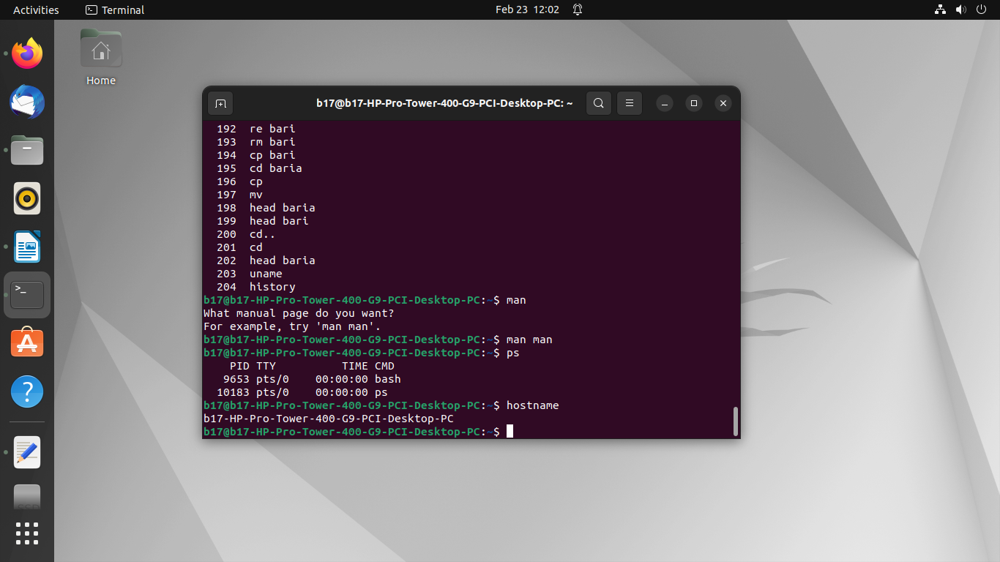 Activities
Terminal
Feb 23 12:02
Home
b17@b17-HP-Pro-Tower-400-G9-PCI-Desktop-PC: ~
192 re bari
193 rm bari
194 cp bari
195 cd baria
196 cp
197 mv
198 head baria
199 head bari
200 cd..
201 cd
202 head baria
203 uname
204 history
b17@b17-HP-Pro-Tower-400-G9-PCI-Desktop-PC:~$ man
What manual page do you want?
For example, try 'man man'.
b17@b17-HP-Pro-Tower-400-G9-PCI-Desktop-PC:~$ man man
b17@b17-HP-Pro-Tower-400-G9-PCI-Desktop-PC:~$ ps
PID TTY TIME CMD
9653 pts/0 00:00:00 bash
10183 pts/0 00:00:00 ps
b17@b17-HP-Pro-Tower-400-G9-PCI-Desktop-PC:~$ hostname
b17-HP-Pro-Tower-400-G9-PCI-Desktop-PC
b17@b17-HP-Pro-Tower-400-G9-PCI-Desktop-PC:~$